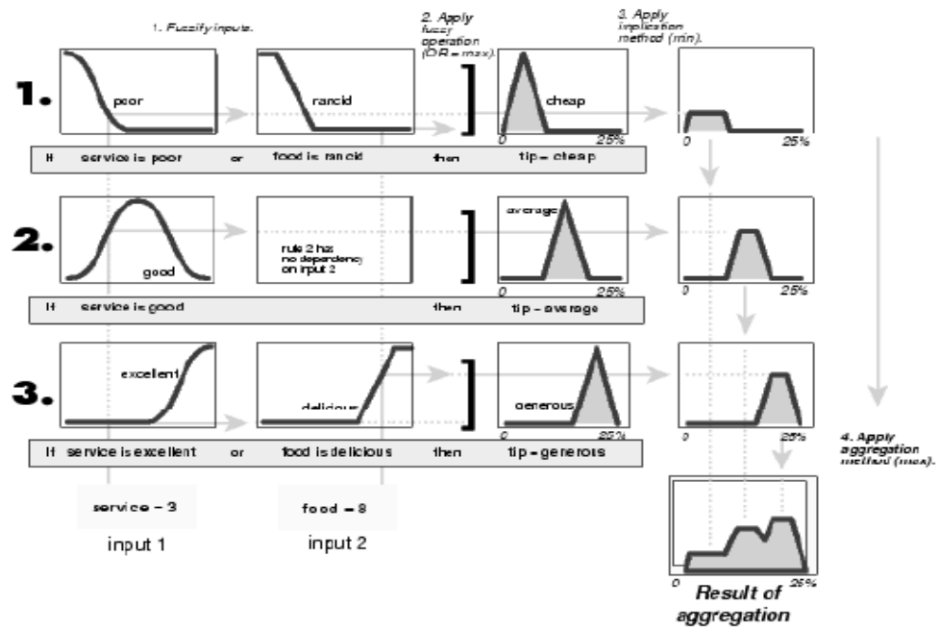 1. Fuzzify inputs.
2. Apply
fuzzy
operation
(OR = max).
3. Apply
implication
method (min).
1.
poor
rancid
cheap
0 25%
25%
0 25%
If service is poor or food is rancid then tip = cheap
2.
good
rule 2 has
no dependency
on input 2
average
0 25%
0 25%
If service is good then tip = average
3.
excellent
delicious
generous
0 25%
0 25%
If service is excellent or food is delicious then tip = generous
4. Apply
aggregation
method (max).
service = 3
food = 8
input 1
input 2
0 25%
Result of
aggregation